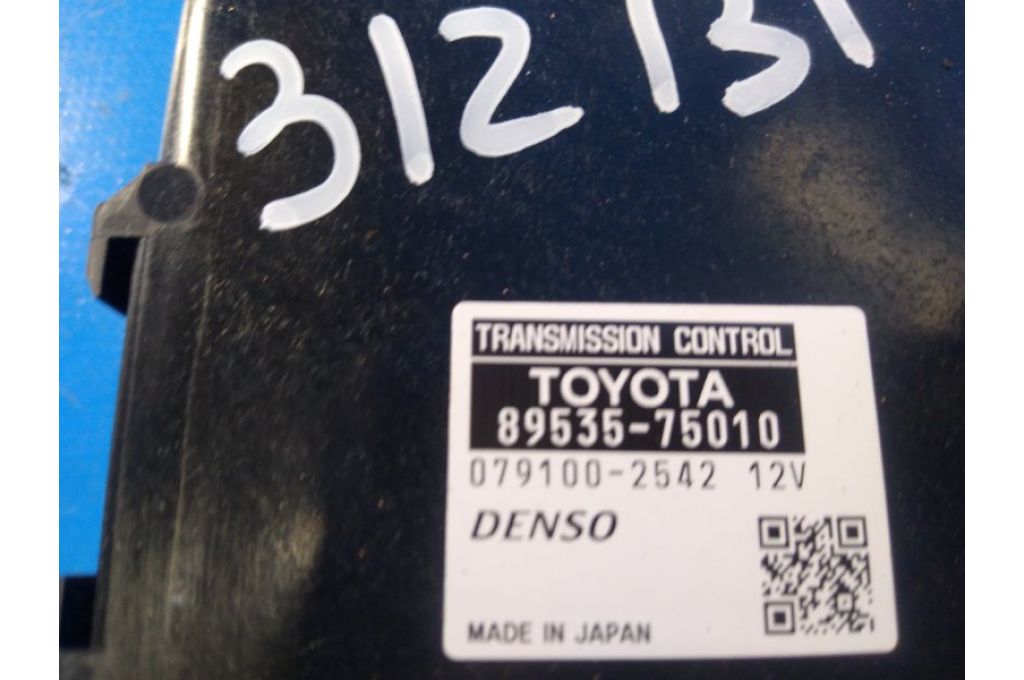 312131
TRANSMISSION CONTROL
TOYOTA
89535-75010
079100-2542 12V
DENSO
MADE IN JAPAN